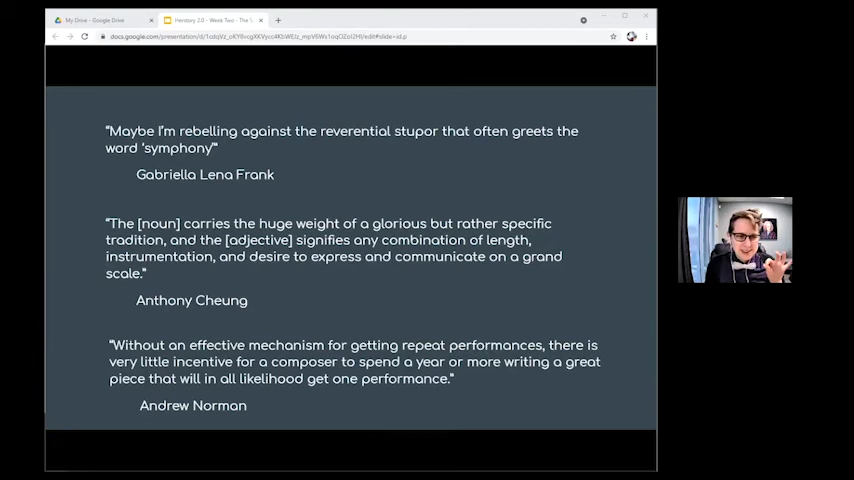 My Drive - Google Drive
Herstory 2.0 - Week Two - The
“Maybe I’m rebelling against the reverential stupor that often greets the
word ‘symphony’“
Gabriella Lena Frank
“The [noun] carries the huge weight of a glorious but rather specific
tradition, and the [adjective] signifies any combination of length,
instrumentation, and desire to express and communicate on a grand
scale.”
Anthony Cheung
“Without an effective mechanism for getting repeat performances, there is
very little incentive for a composer to spend a year or more writing a great
piece that will in all likelihood get one performance.”
Andrew Norman